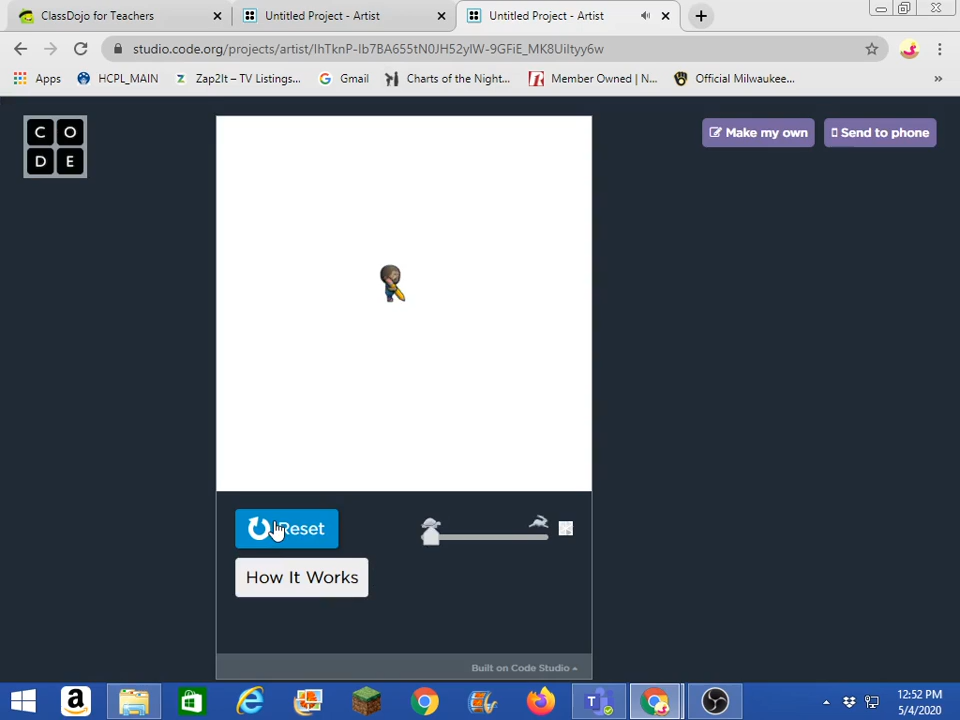 ClassDojo for Teachers
Untitled Project - Artist
Untitled Project - Artist
studio.code.org/projects/artist/IhTknP-Ib7BA655tN0JH52yIW-9GFiE_MK8UiItyy6w
Apps
HCPL_MAIN
Zap2It – TV Listings...
Gmail
Charts of the Night...
Member Owned | N...
Official Milwaukee...
»
C O
D E
Make my own
Send to phone
Reset
How It Works
Built on Code Studio
12:52 PM
5/4/2020